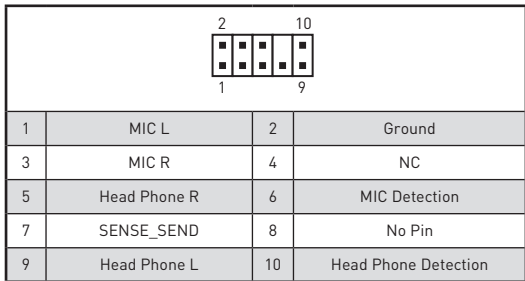 2 10
1 9
1 MIC L 2 Ground
3 MIC R 4 NC
5 Head Phone R 6 MIC Detection
7 SENSE_SEND 8 No Pin
9 Head Phone L 10 Head Phone Detection